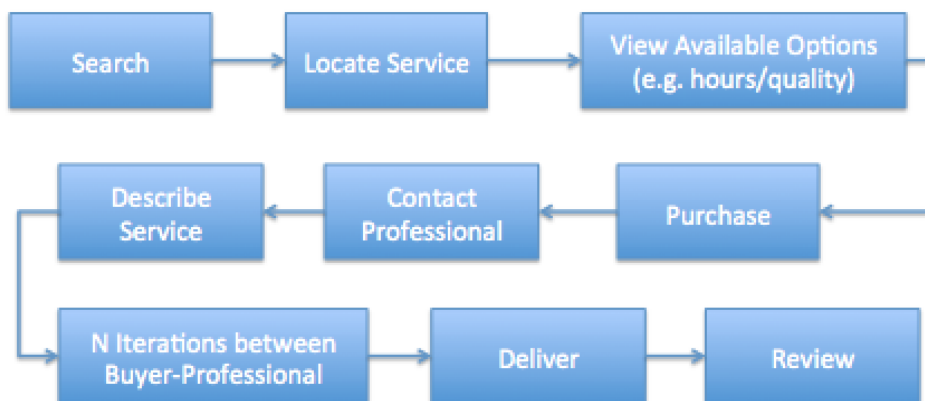 Search
Locate Service
View Available Options
(e.g. hours/quality)
Describe
Service
Contact
Professional
Purchase
N Iterations between
Buyer-Professional
Deliver
Review